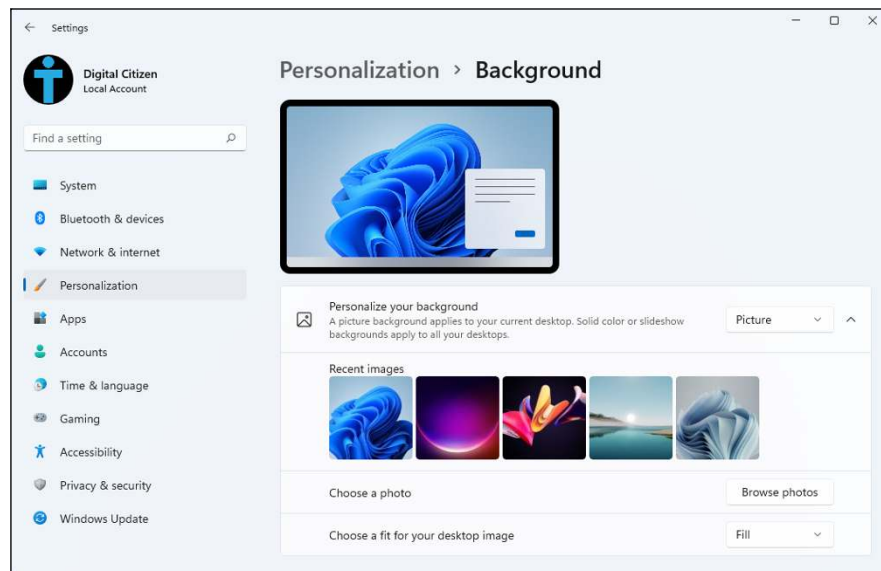 Settings
Digital Citizen
Local Account
Find a setting
System
Bluetooth & devices
Network & internet
Personalization
Apps
Accounts
Time & language
Gaming
Accessibility
Privacy & security
Windows Update
Personalization > Background
Personalize your background
A picture background applies to your current desktop. Solid color or slideshow
backgrounds apply to all your desktops.
Picture
Recent images
Choose a photo
Browse photos
Choose a fit for your desktop image
Fill